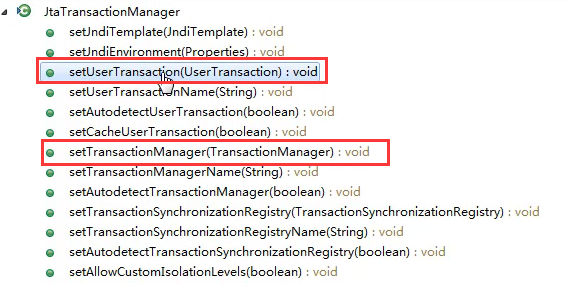 JtaTransactionManager
setJndiTemplate(JndiTemplate) : void
setJndiEnvironment(Properties) : void
setUserTransaction(UserTransaction) : void
setUserTransactionName(String) : void
setAutodetectUserTransaction(boolean) : void
setCacheUserTransaction(boolean) : void
setTransactionManager(TransactionManager) : void
setTransactionManagerName(String) : void
setAutodetectTransactionManager(boolean) : void
setTransactionSynchronizationRegistry(TransactionSynchronizationRegistry) : void
setTransactionSynchronizationRegistryName(String) : void
setAutodetectTransactionSynchronizationRegistry(boolean) : void
setAllowCustomIsolationLevels(boolean) : void